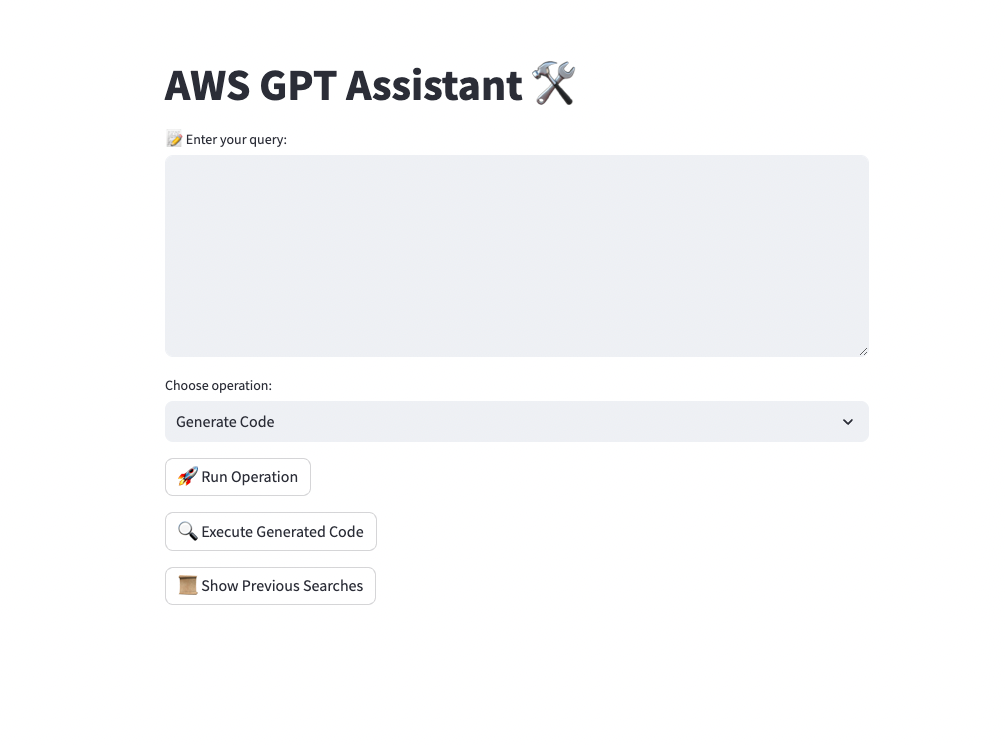 AWS GPT Assistant 🛠️
📝 Enter your query:
Choose operation:
Generate Code
🚀 Run Operation
🔍 Execute Generated Code
📜 Show Previous Searches